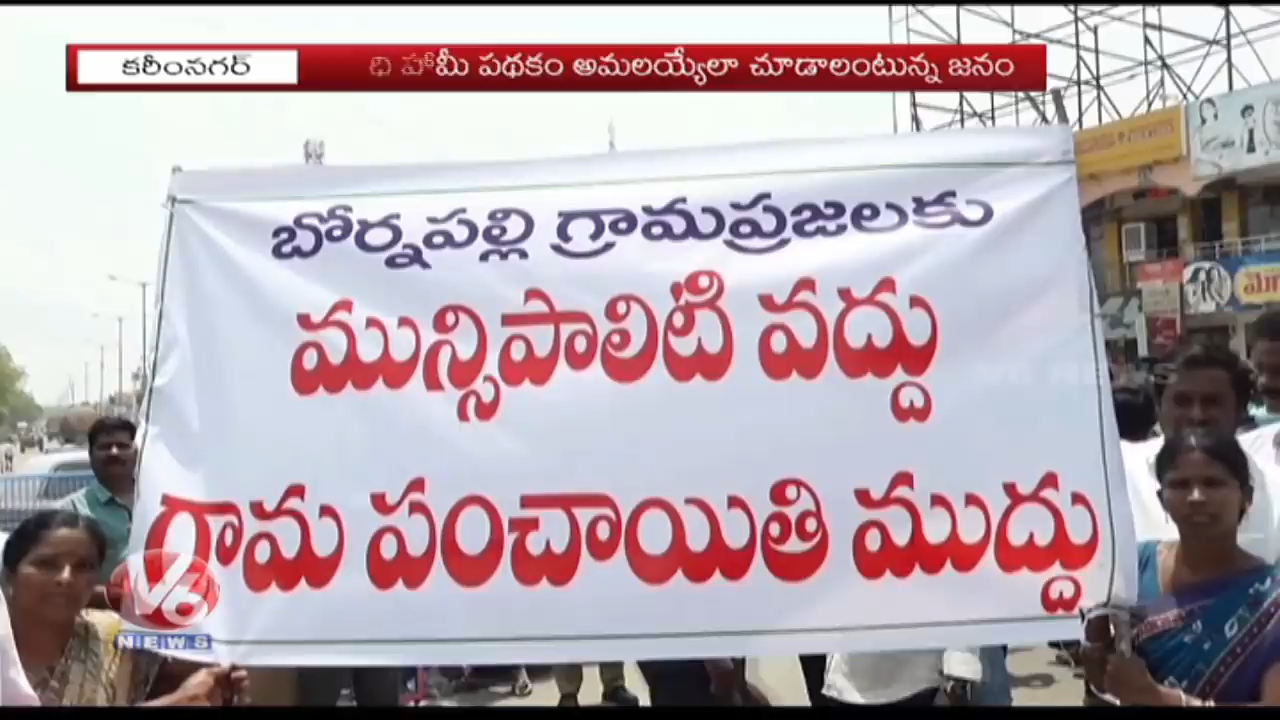 కరీంనగర్ ధి హామీ పథకం అమలయ్యేలా చూడాలంటున్న జనం
బోర్నపల్లి గ్రామప్రజలకు
మున్సిపాలిటీ వద్దు
గ్రామ పంచాయితి ముద్దు
V6
NEWS